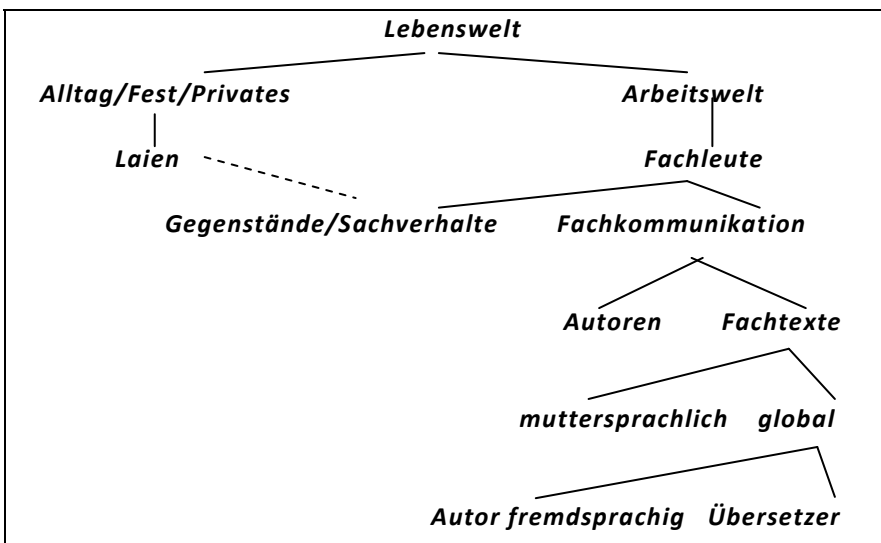 Lebenswelt
Alltag/Fest/Privates Arbeitswelt
Laien Fachleute
Gegenstände/Sachverhalte Fachkommunikation
Autoren Fachtexte
muttersprachlich global
Autor fremdsprachig Übersetzer